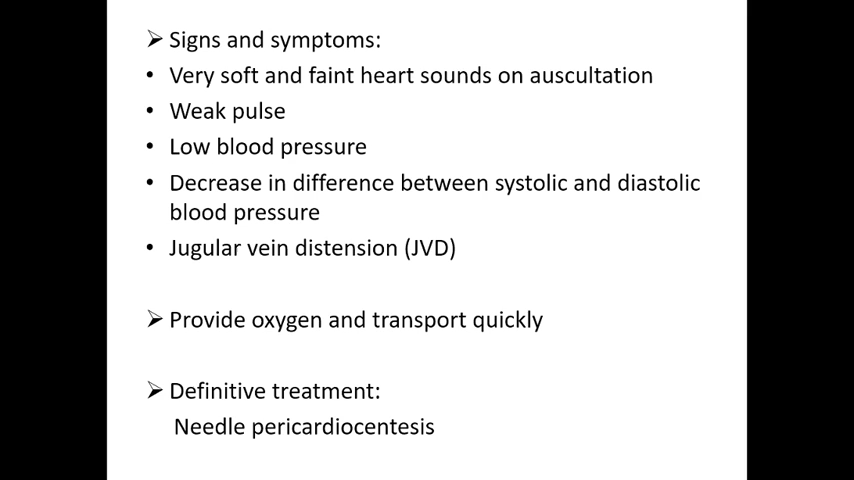 ➢ Signs and symptoms:
• Very soft and faint heart sounds on auscultation
• Weak pulse
• Low blood pressure
• Decrease in difference between systolic and diastolic
blood pressure
• Jugular vein distension (JVD)
➢ Provide oxygen and transport quickly
➢ Definitive treatment:
Needle pericardiocentesis